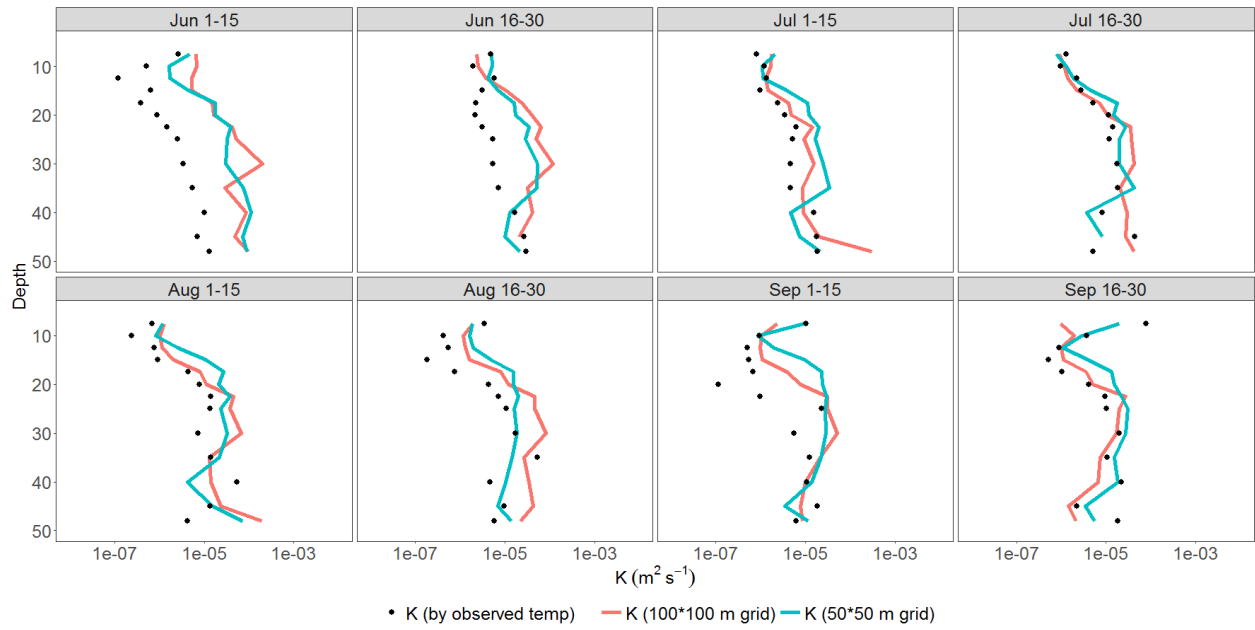 Jun 1-15
Jun 16-30
Jul 1-15
Jul 16-30
10
20
30
40
50
Aug 1-15
Aug 16-30
Sep 1-15
Sep 16-30
10
20
30
40
50
Depth
1e-07 1e-05 1e-03
1e-07 1e-05 1e-03
1e-07 1e-05 1e-03
1e-07 1e-05 1e-03
K (m² s⁻¹)
K (by observed temp) K (100*100 m grid) K (50*50 m grid)